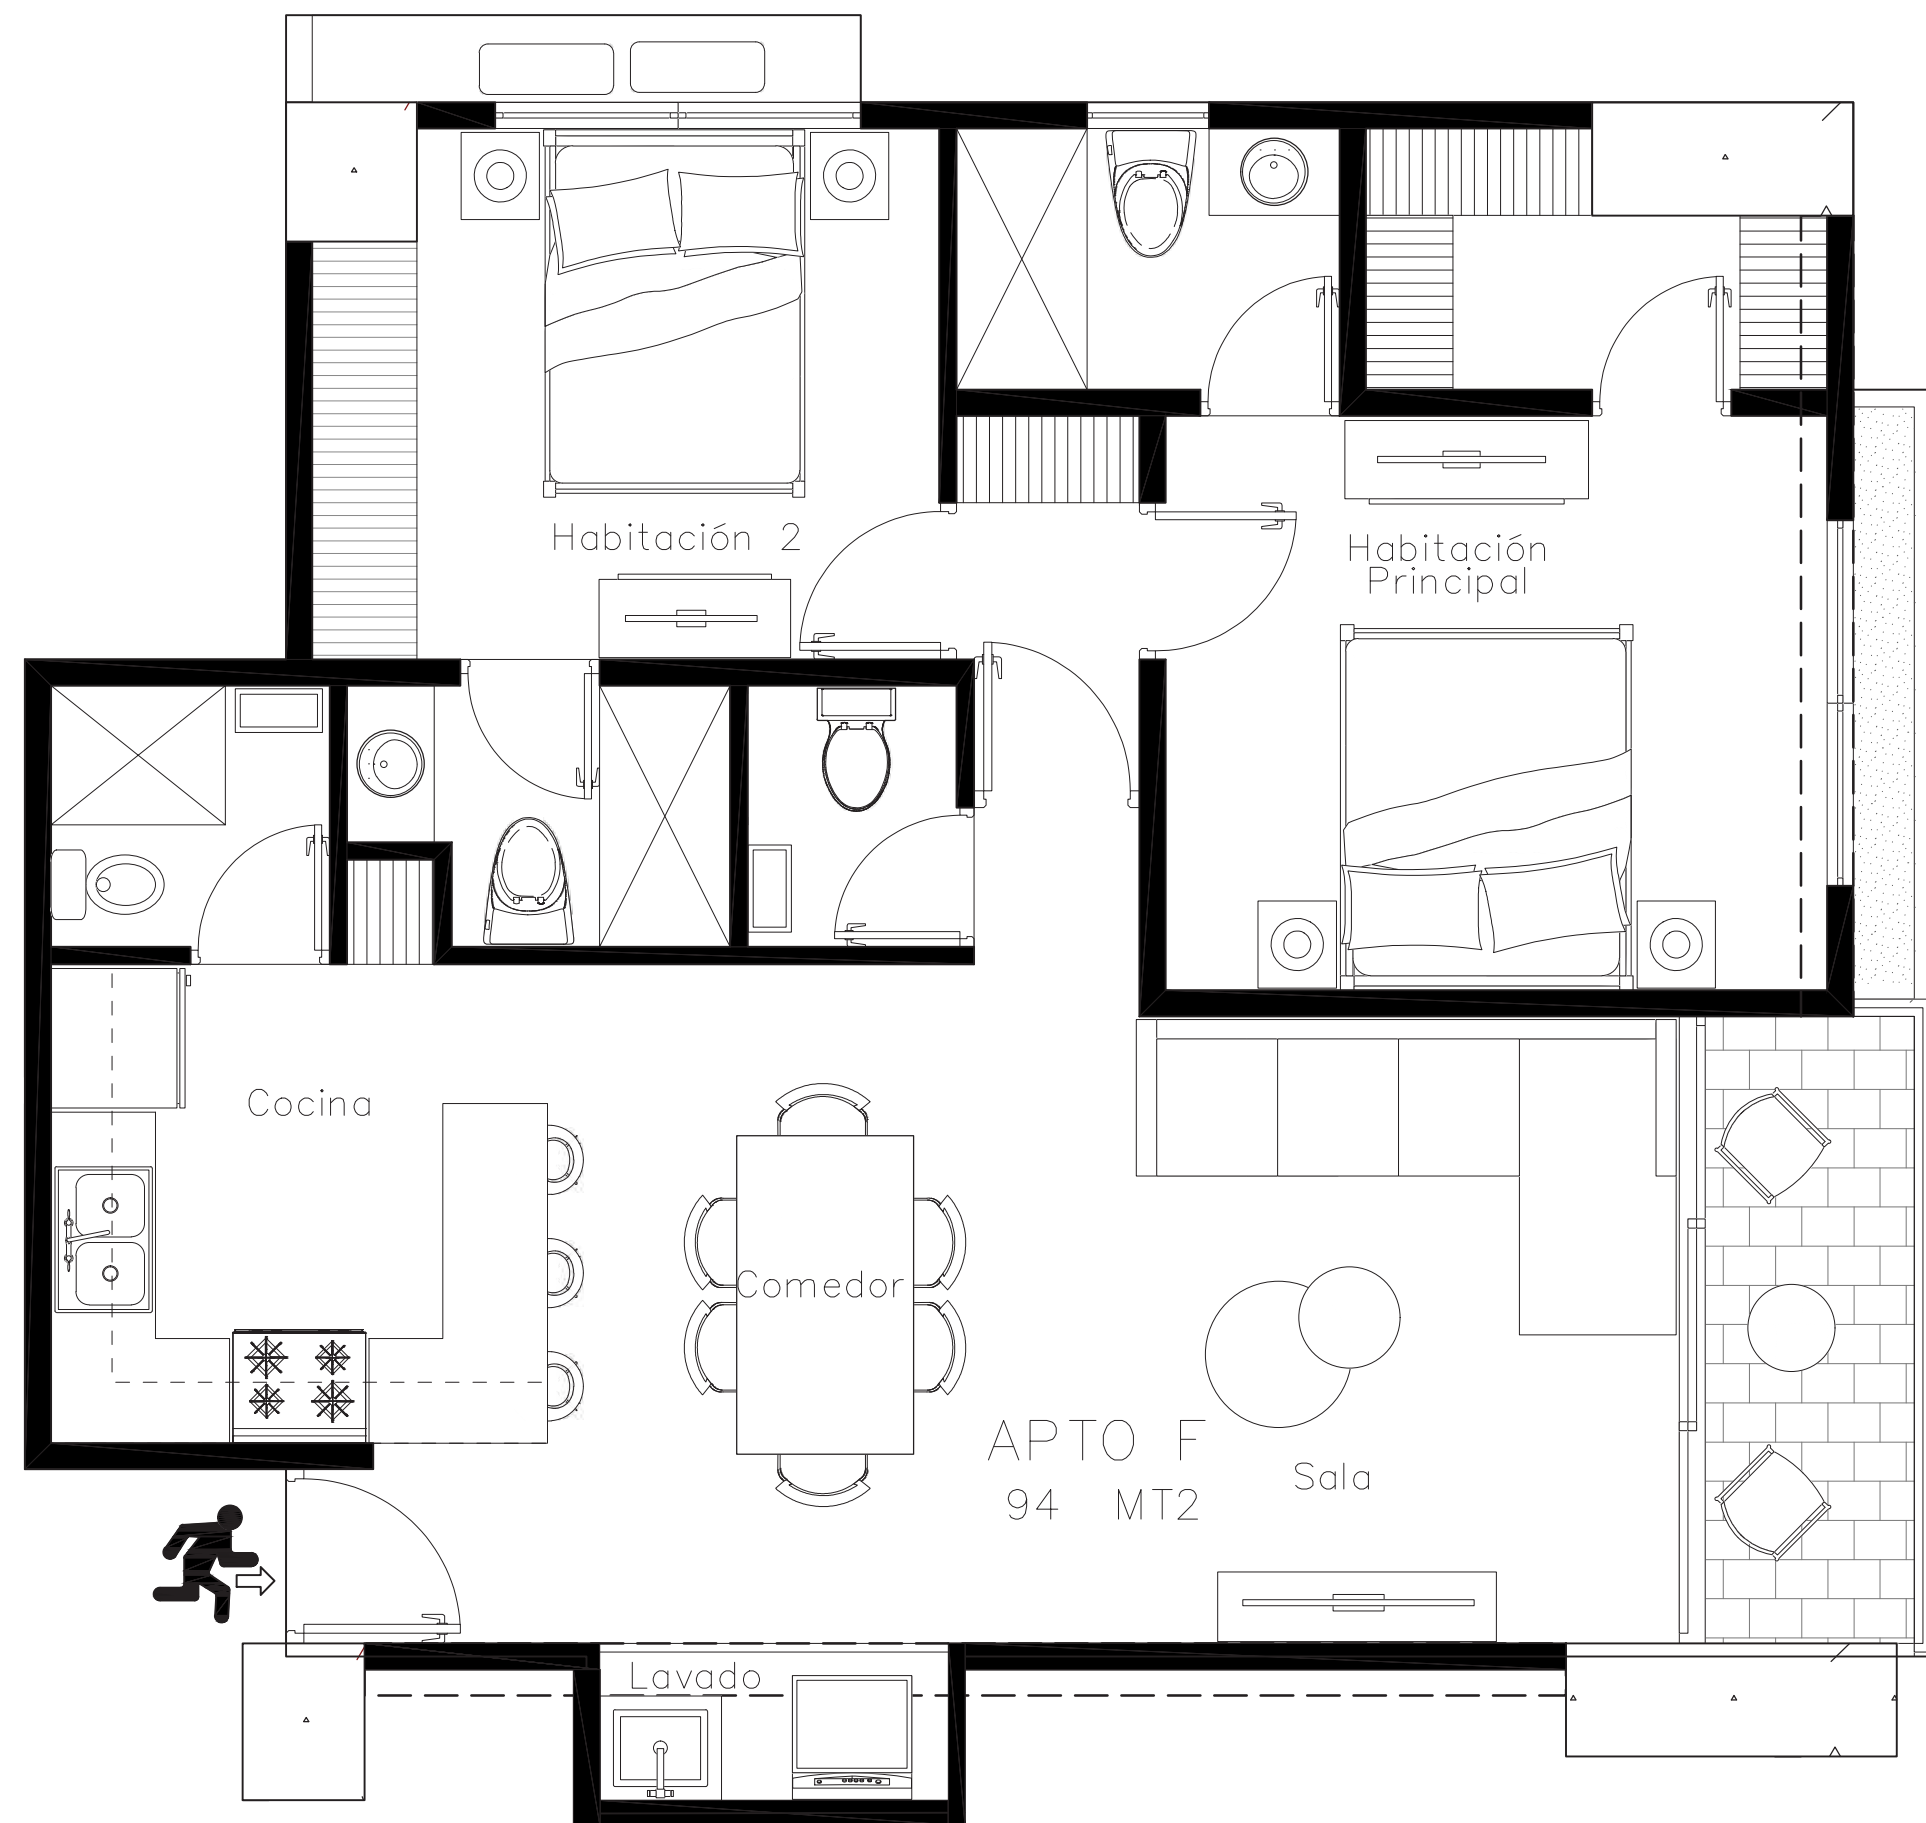 Habitación 2
Habitación
Principal
Cocina
Comedor
APTO F
94 MT2
Sala
Lavado